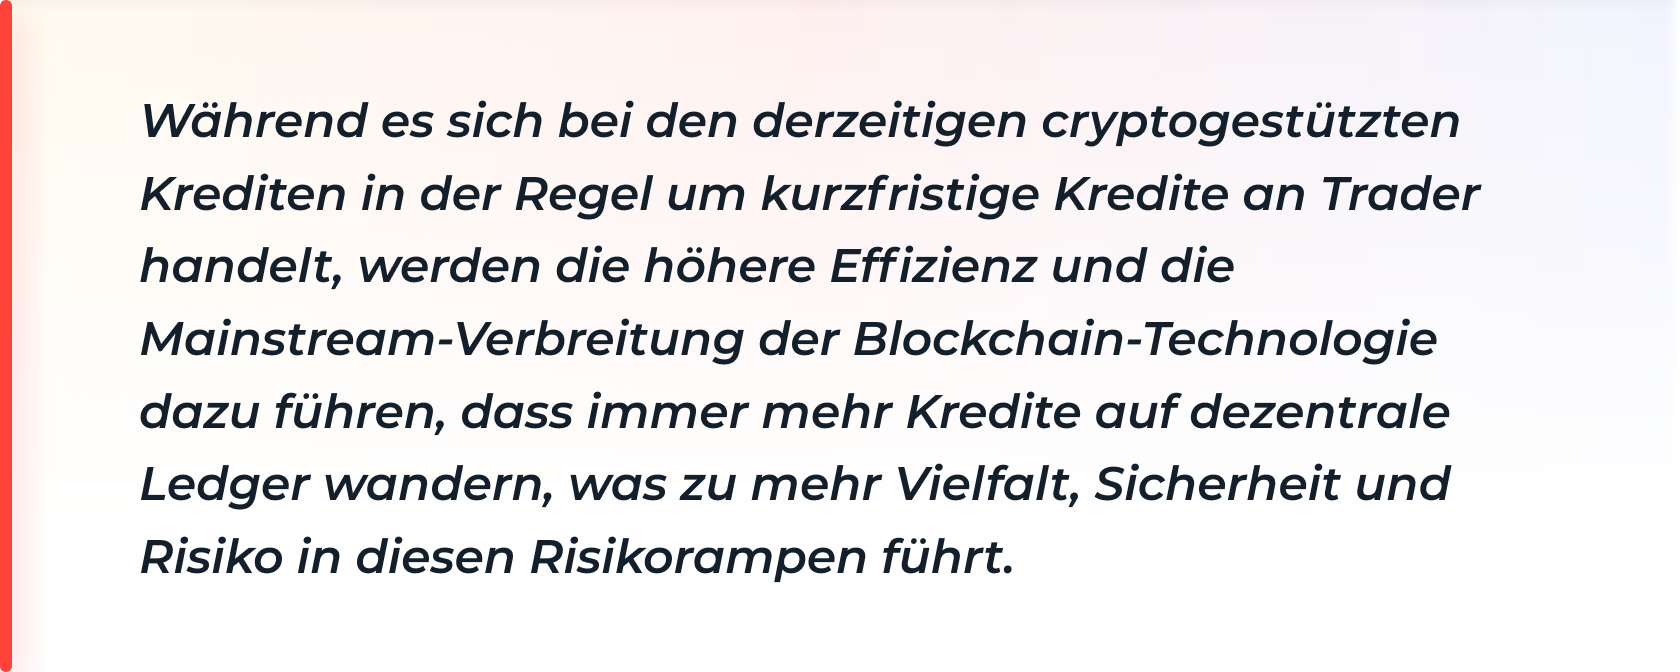 Während es sich bei den derzeitigen cryptogestützten
Krediten in der Regel um kurzfristige Kredite an Trader
handelt, werden die höhere Effizienz und die
Mainstream-Verbreitung der Blockchain-Technologie
dazu führen, dass immer mehr Kredite auf dezentrale
Ledger wandern, was zu mehr Vielfalt, Sicherheit und
Risiko in diesen Risikorampen führt.